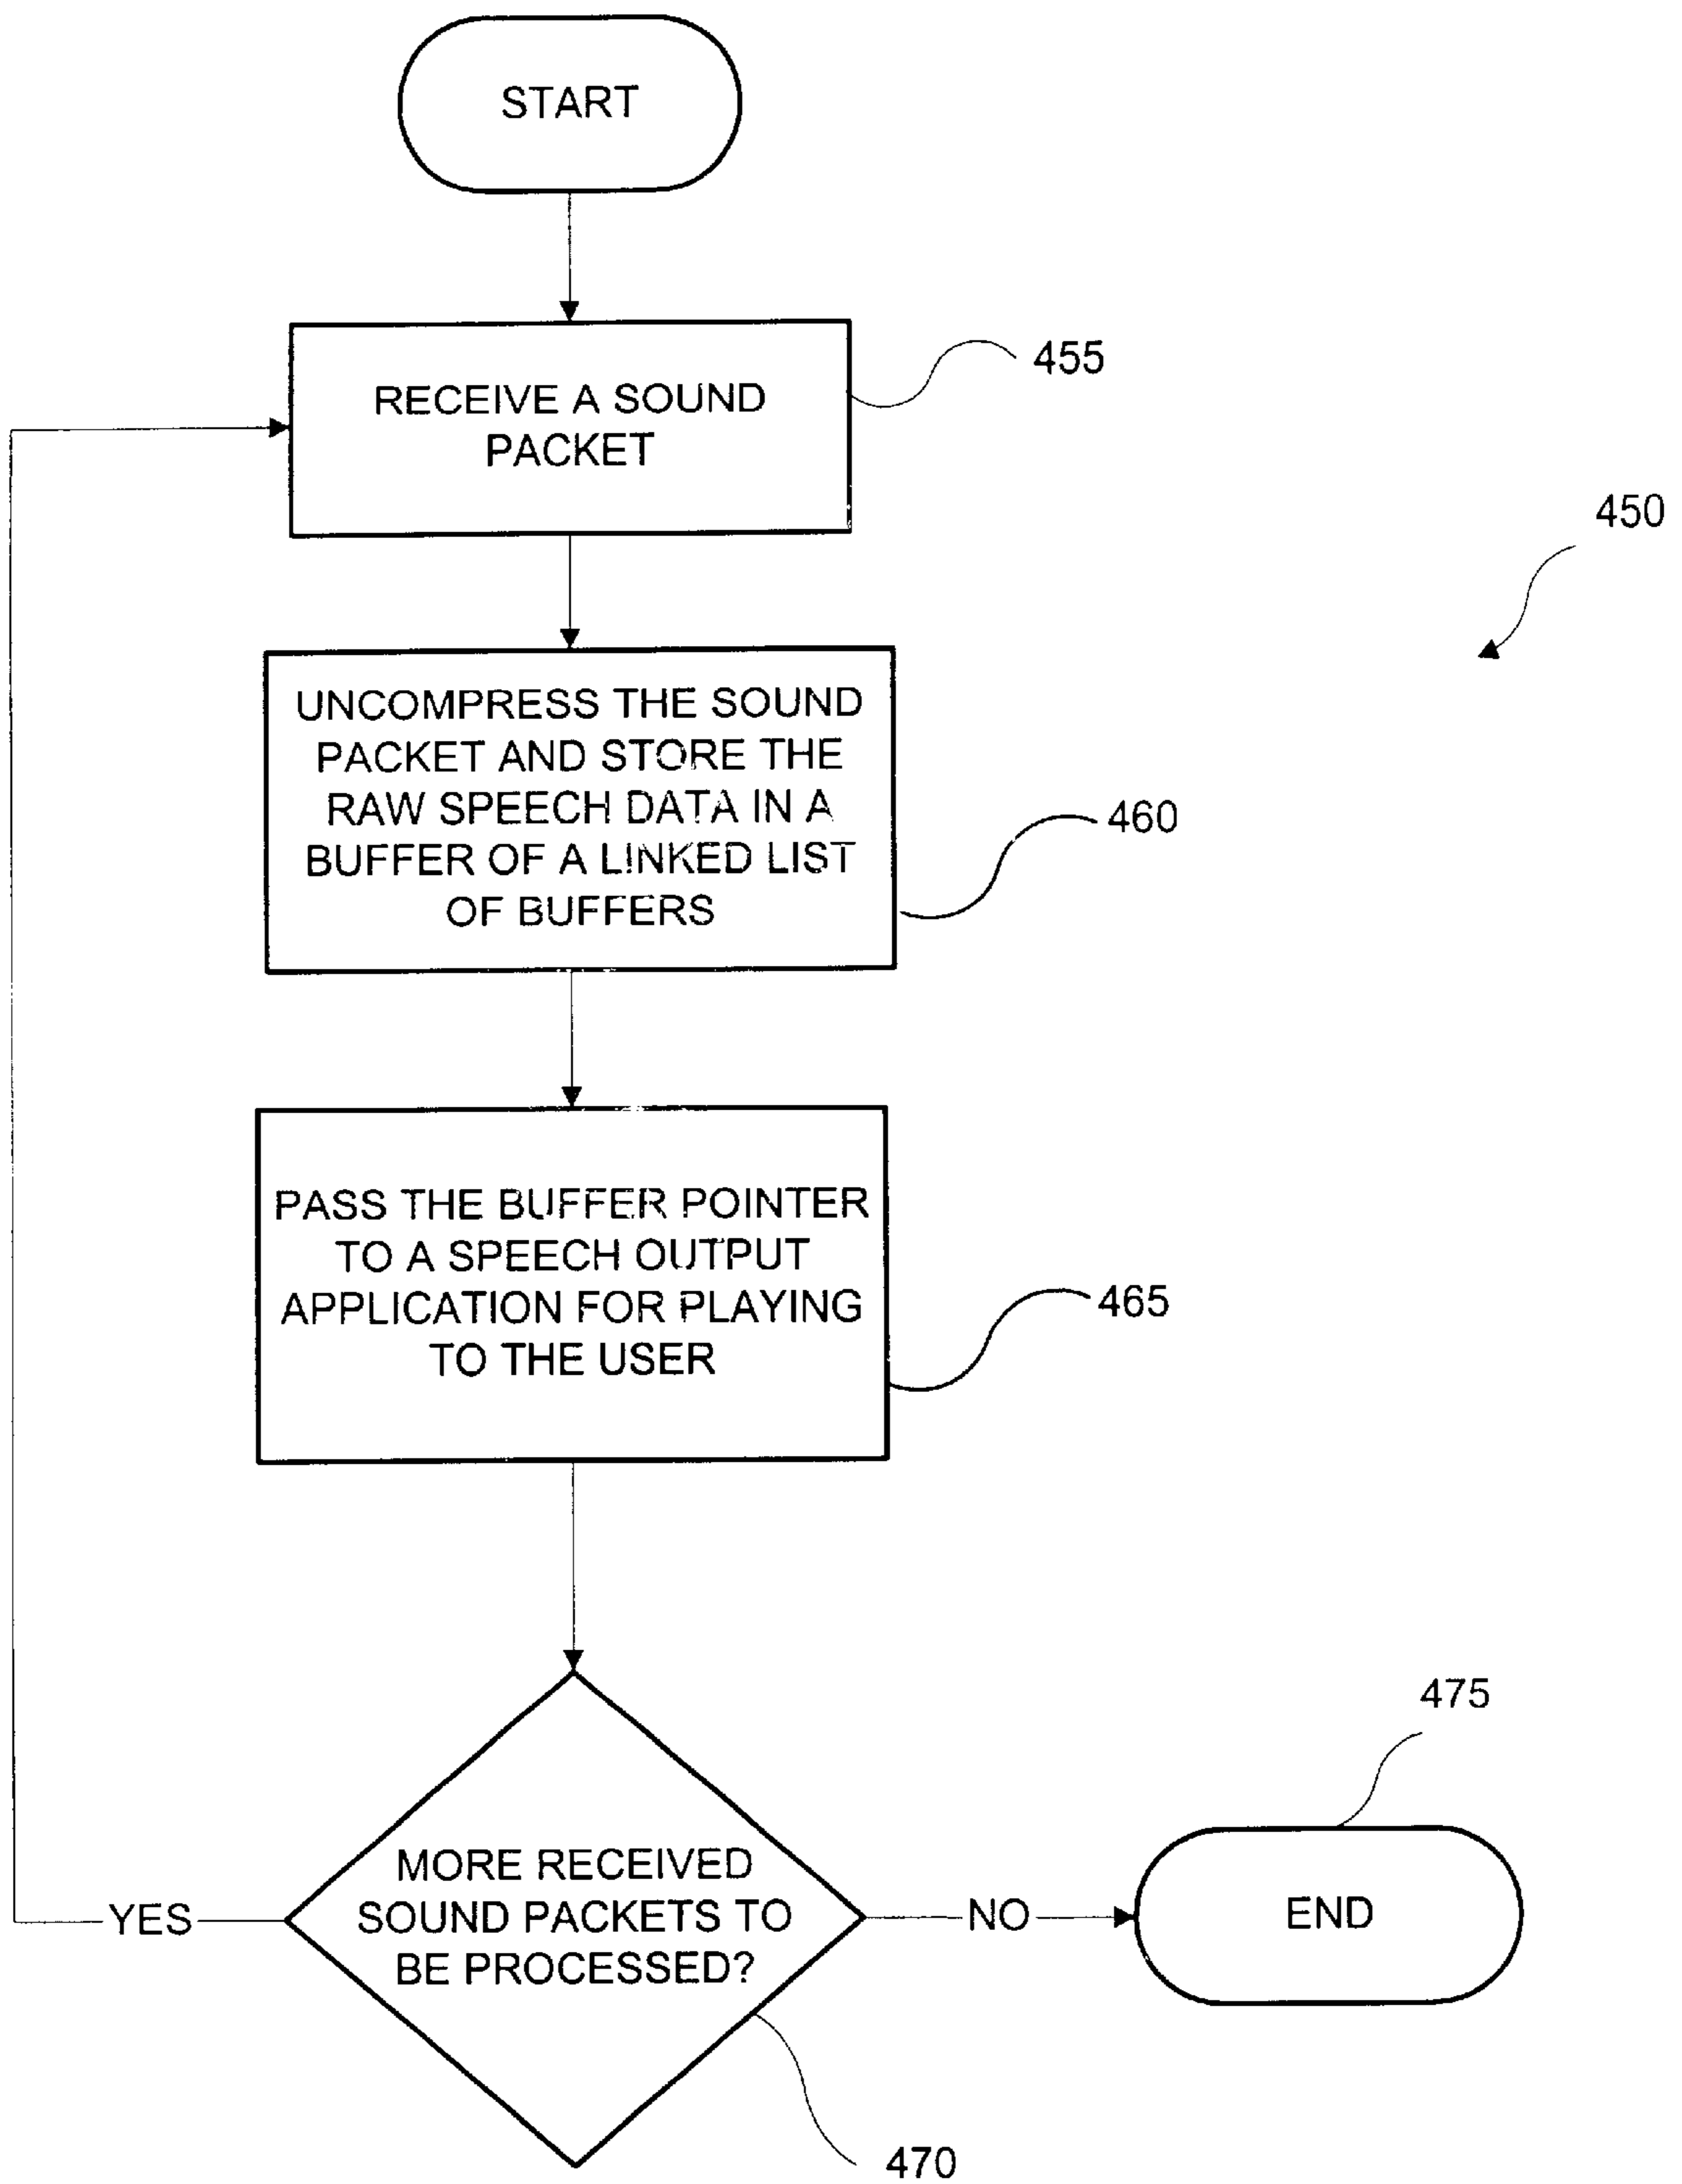 START
RECEIVE A SOUND
PACKET
455
450
UNCOMPRESS THE SOUND
PACKET AND STORE THE
RAW SPEECH DATA IN A
BUFFER OF A LINKED LIST
OF BUFFERS
460
PASS THE BUFFER POINTER
TO A SPEECH OUTPUT
APPLICATION FOR PLAYING
TO THE USER
465
MORE RECEIVED
SOUND PACKETS TO
BE PROCESSED?
YES
NO
475
END
470